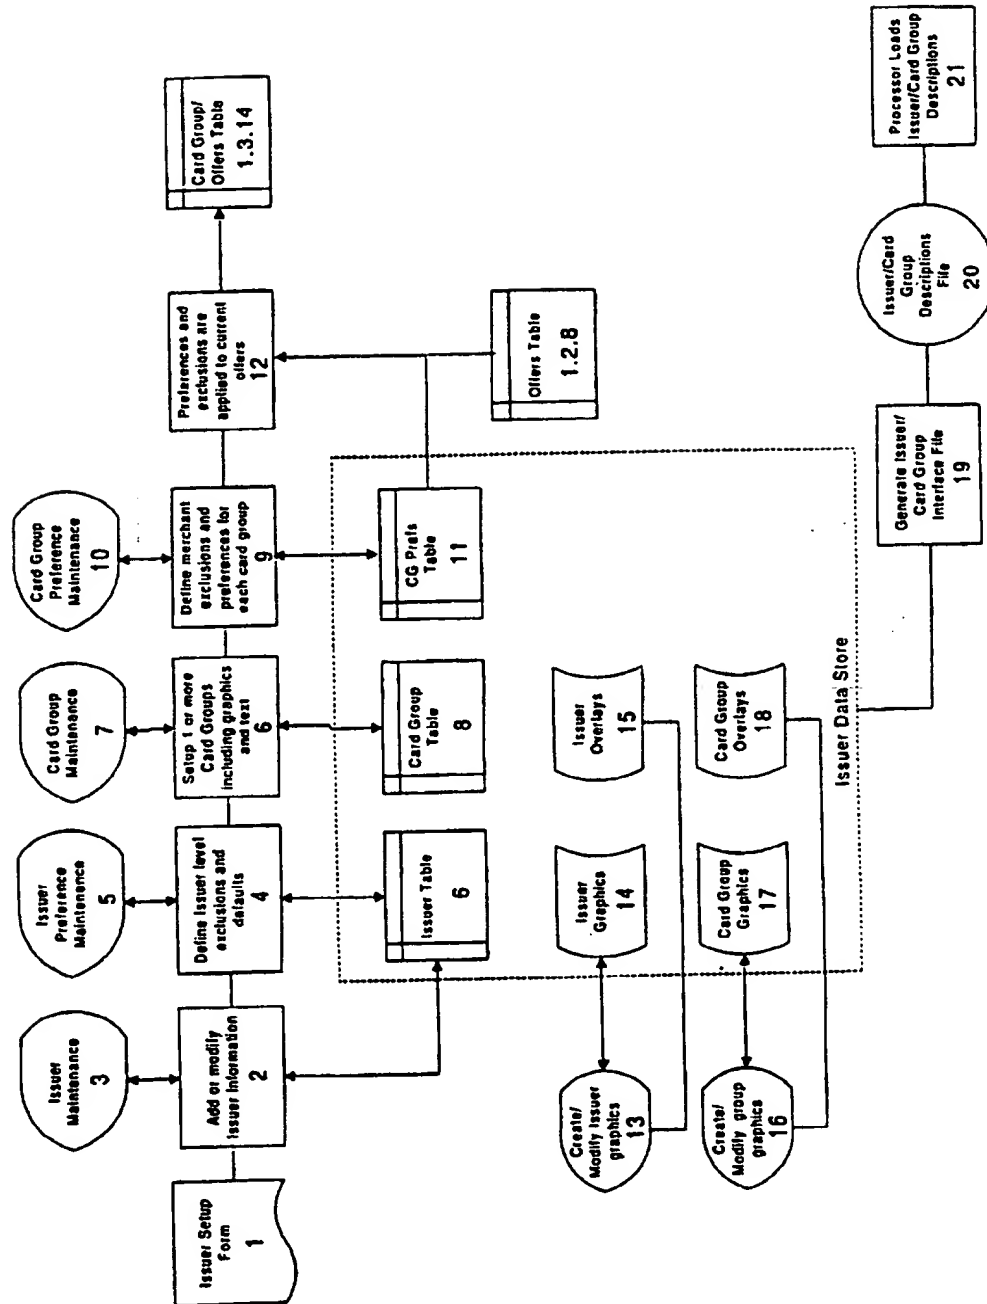 Issuer Setup
Form
1
Issuer
Maintenance
3
Add or modify
Issuer Information
2
Issuer
Preference
Maintenence
5
Define Issuer level
exclusions and
defaults
4
Card Group
Maintenance
7
Setup 1 or more
Card Groups
including graphics
and text
6
Card Group
Preference
Maintenance
10
Define merchant
exclusions and
preferences for
each card group
9
Preferences and
exclusions are
applied to current
offers
12
Card Group/
Offers Table
1.3.14
Issuer Table
6
Card Group
Table
8
CG Prefs
Table
11
Offers Table
1.2.8
Create/
Modify Issuer
graphics
13
Issuer
Graphics
14
Issuer
Overlays
15
Create/
Modify group
graphics
16
Card Group
Graphics
17
Card Group
Overlays
18
Issuer Data Store
Generate Issuer/
Card Group
Interface File
19
Issuer/Card
Group
Descriptions
File
20
Processor Loads
Issuer/Card Group
Descriptions
21